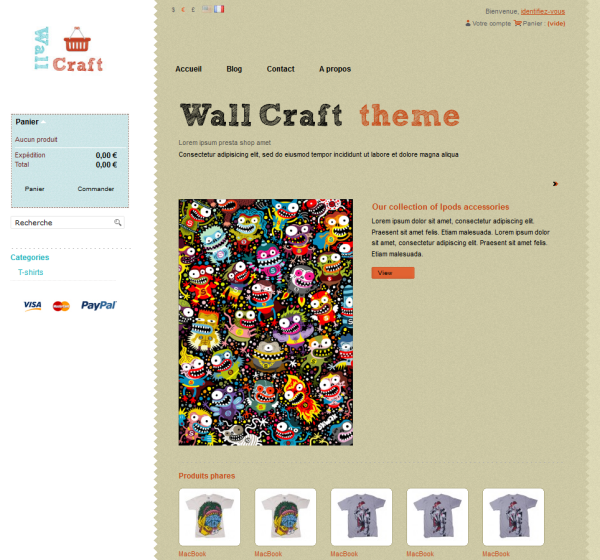 Wall
Craft
Panier
Aucun produit
Expédition 0,00 €
Total 0,00 €
Panier Commander
Recherche
Categories
T-shirts
VISA MasterCard PayPal
$ € £
Bienvenue, identifiez-vous
Votre compte Panier : (vide)
Accueil Blog Contact A propos
Wall Craft theme
Lorem ipsum presta shop amet
Consectetur adipisicing elit, sed do eiusmod tempor incididunt ut labore et dolore magna aliqua
Our collection of Ipods accessories
Lorem ipsum dolor sit amet, consectetur adipiscing elit.
Praesent sit amet felis. Etiam malesuada. Lorem ipsum dolor
sit amet, consectetur adipiscing elit. Praesent sit amet felis.
Etiam malesuada.
View
Produits phares
MacBook MacBook MacBook MacBook MacBook